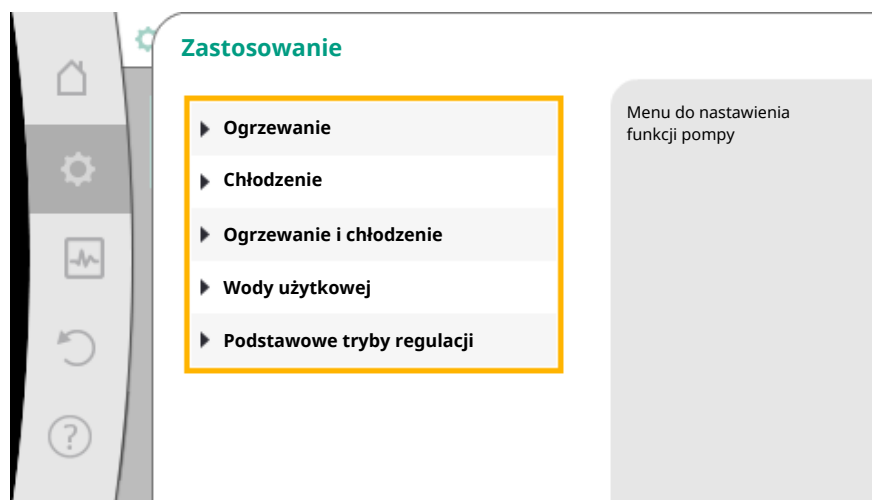 Zastosowanie
Ogrzewanie
Chłodzenie
Ogrzewanie i chłodzenie
Wody użytkowej
Podstawowe tryby regulacji
Menu do nastawienia
funkcji pompy
?